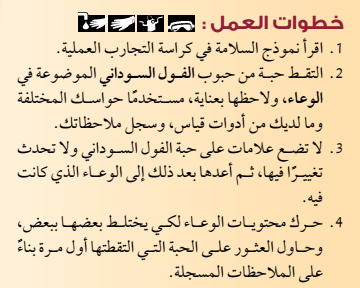 خطوات العمل :
1. اقرأ نموذج السلامة في كراسة التجارب العملية.
2. التقط حبة من حبوب الفول السوداني الموضوعة في
الوعاء، ولاحظها بعناية، مستخدمًا حواسك المختلفة
وما لديك من أدوات قياس، وسجل ملاحظاتك.
3. لا تضع علامات على حبة الفول السوداني ولا تحدث
تغييرًا فيها، ثم أعدها بعد ذلك إلى الوعاء الذي كانت
فيه.
4. حرك محتويات الوعاء لكي يختلط بعضها ببعض،
وحاول العثور على الحبة التي التقطتها أول مرة بناءً
على الملاحظات المسجلة.